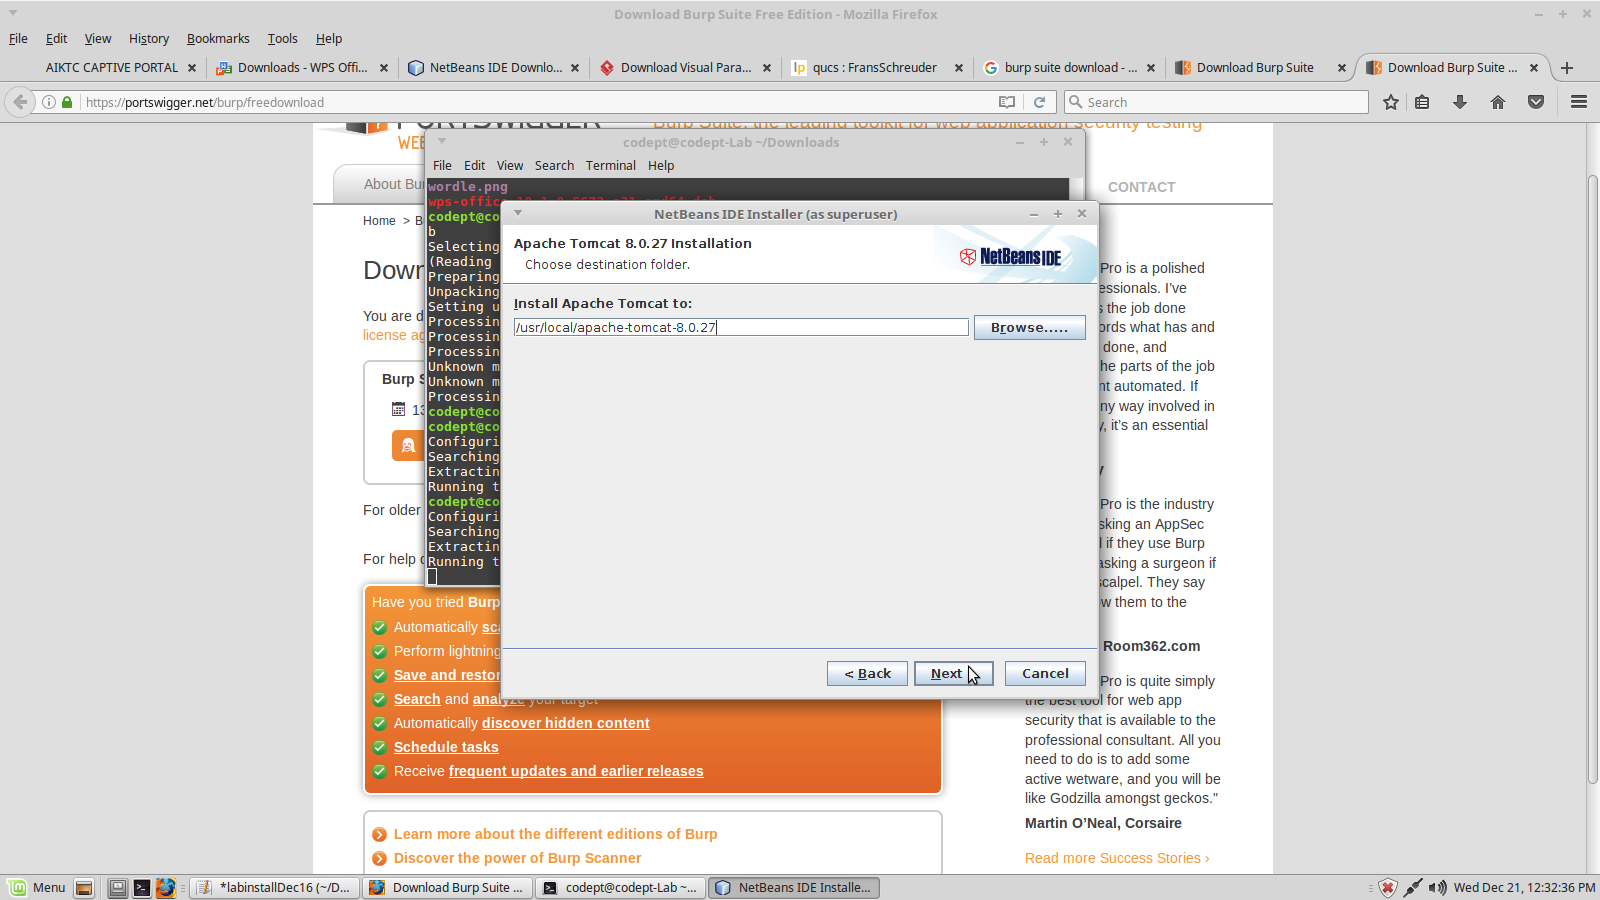 Download Burp Suite Free Edition - Mozilla Firefox
File Edit View History Bookmarks Tools Help
AIKTC CAPTIVE PORTAL
Downloads - WPS Offi...
NetBeans IDE Downlo...
Download Visual Para...
qucs : FransSchreuder
burp suite download - ...
Download Burp Suite
Download Burp Suite ...
https://portswigger.net/burp/freedownload
Search
Burp Suite: the leading toolkit for web application security testing
WEB
About Bu
CONTACT
Home > B
codept@codept-Lab ~/Downloads
File Edit View Search Terminal Help
wordle.png
wps-offic
codept@co
b
Selecting
(Reading
Preparing
Unpacking
Setting u
Processin
Processin
Processin
Unknown m
Unknown m
Processin
codept@co
codept@co
Configuri
Searching
Extractin
Running t
codept@co
Configuri
Searching
Extractin
Running t
NetBeans IDE Installer (as superuser)
Apache Tomcat 8.0.27 Installation
Choose destination folder.
NetBeans IDE
Install Apache Tomcat to:
/usr/local/apache-tomcat-8.0.27
Browse.....
< Back
Next
Cancel
Down
You are d
license ag
Burp S
13
For older
For help o
Have you tried Burp
Automatically sca
Perform lightning
Save and restor
Search and analyze your target
Automatically discover hidden content
Schedule tasks
Receive frequent updates and earlier releases
Learn more about the different editions of Burp
Discover the power of Burp Scanner
Pro is a polished
essionals. I've
s the job done
ords what has and
done, and
he parts of the job
nt automated. If
ny way involved in
y, it's an essential
y
Pro is the industry
sking an AppSec
l if they use Burp
asking a surgeon if
scalpel. They say
w them to the
Room362.com
Pro is quite simply
the best tool for web app
security that is available to the
professional consultant. All you
need to do is to add some
active wetware, and you will be
like Godzilla amongst geckos."
Martin O'Neal, Corsaire
Read more Success Stories ›
Menu
*labinstallDec16 (~/D...
Download Burp Suite ...
codept@codept-Lab ~...
NetBeans IDE Installe...
Wed Dec 21, 12:32:36 PM